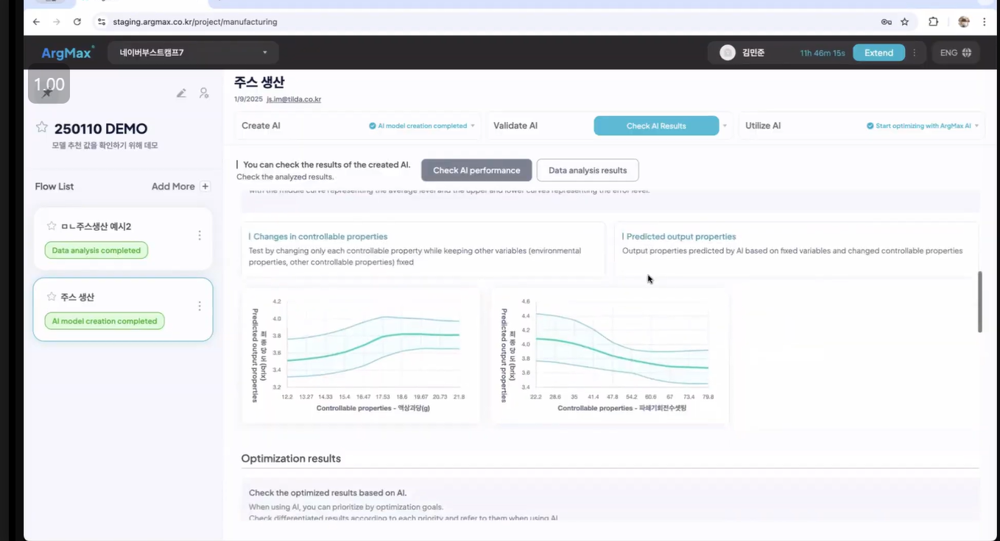 staging.argmax.co.kr/project/manufacturing
ArgMax
네이버부스트캠프7
김민준
11h 46m 15s
Extend
ENG
1.00
250110 DEMO
모델 추천 값을 확인하기 위해 데모
Flow List
Add More +
ㅁㄴ주스생산 예시2
Data analysis completed
주스 생산
AI model creation completed
주스 생산
1/9/2025 js.im@tilda.co.kr
Create AI
AI model creation completed
Validate AI
Check AI Results
Utilize AI
Start optimizing with ArgMax AI
You can check the results of the created AI.
Check the analyzed results.
Check AI performance
Data analysis results
with the middle curve representing the average level and the upper and lower curves representing the error level.
Changes in controllable properties
Test by changing only each controllable property while keeping other variables (environmental
properties, other controllable properties) fixed
Predicted output properties
Output properties predicted by AI based on fixed variables and changed controllable properties
Predicted output properties
최종당도(brix)
4.2
4.0
3.8
3.6
3.4
3.2
12.2 13.27 14.33 15.4 16.47 17.53 18.6 19.67 20.73 21.8
Controllable properties - 액상과당(g)
Predicted output properties
최종당도(brix)
4.6
4.4
4.2
4.0
3.8
3.6
3.4
22.2 28.6 35 41.4 47.8 54.2 60.6 67 73.4 79.8
Controllable properties - 파쇄기회전수셋팅
Optimization results
Check the optimized results based on AI.
When using AI, you can prioritize by optimization goals.
Check differentiated results according to each priority and refer to them when using AI